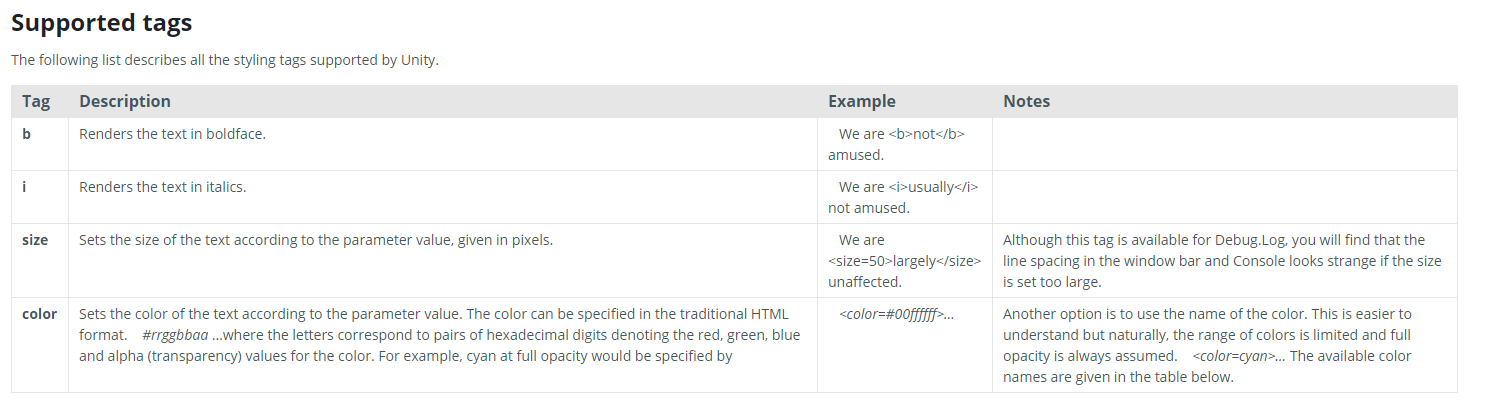 Supported tags
The following list describes all the styling tags supported by Unity.
Tag Description Example Notes
b Renders the text in boldface. We are <b>not</b>
amused.
i Renders the text in italics. We are <i>usually</i>
not amused.
size Sets the size of the text according to the parameter value, given in pixels. We are
<size=50>largely</size>
unaffected.
Although this tag is available for Debug.Log, you will find that the
line spacing in the window bar and Console looks strange if the size
is set too large.
color Sets the color of the text according to the parameter value. The color can be specified in the traditional HTML
format. #rrggbbaa …where the letters correspond to pairs of hexadecimal digits denoting the red, green, blue
and alpha (transparency) values for the color. For example, cyan at full opacity would be specified by
<color=#00ffffff>…
Another option is to use the name of the color. This is easier to
understand but naturally, the range of colors is limited and full
opacity is always assumed. <color=cyan>… The available color
names are given in the table below.